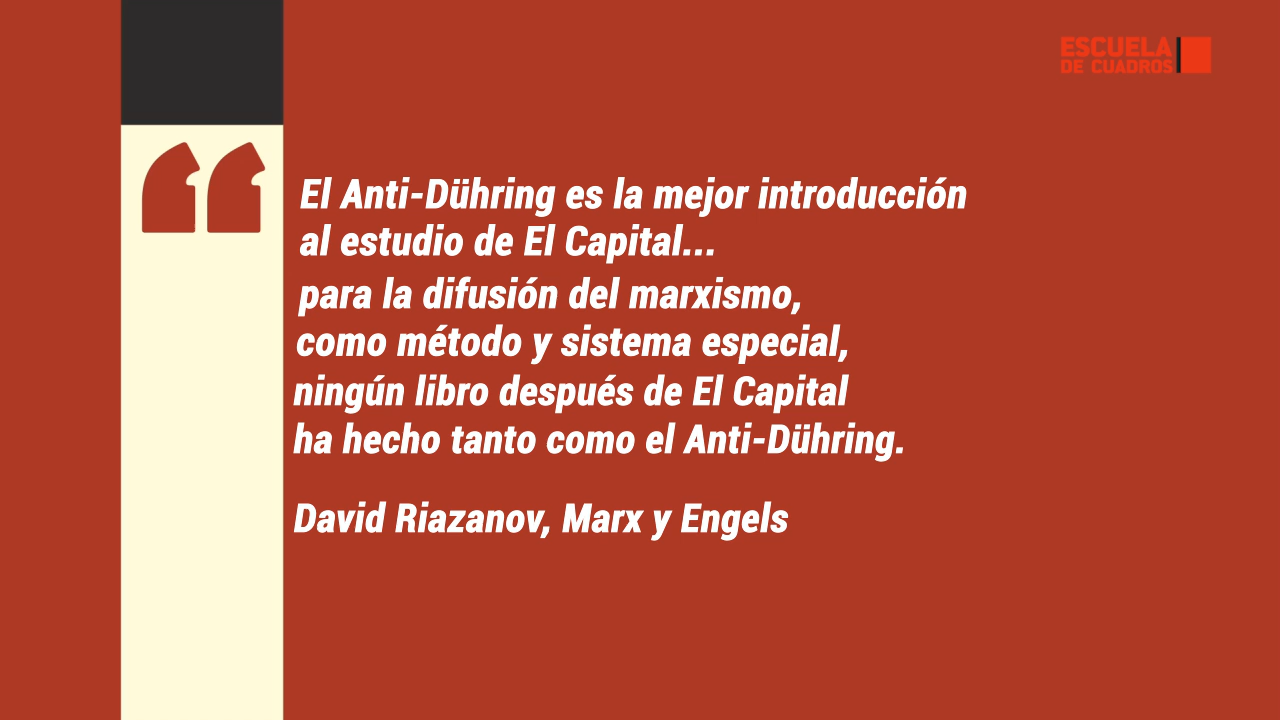 ESCUELA
DE CUADROS
El Anti-Dühring es la mejor introducción
al estudio de El Capital...
para la difusión del marxismo,
como método y sistema especial,
ningún libro después de El Capital
ha hecho tanto como el Anti-Dühring.
David Riazanov, Marx y Engels